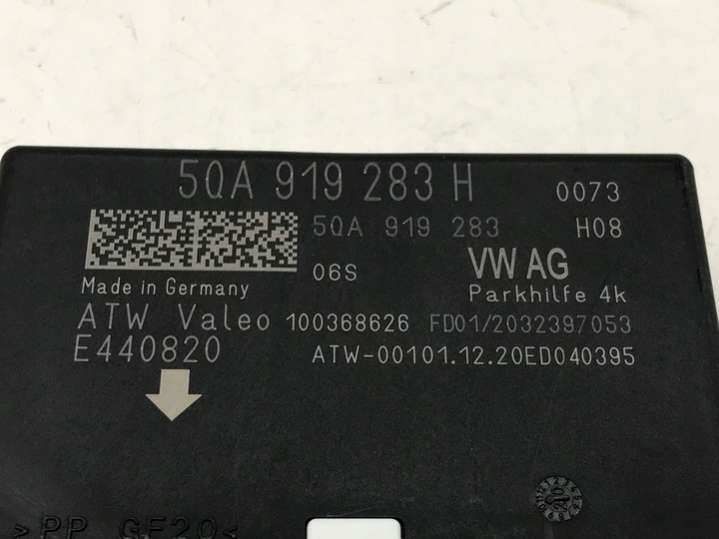 5QA 919 283 H 0073
5QA 919 283 H08
06S VW AG
Made in Germany Parkhilfe 4k
ATW Valeo 100368626 FD01/2032397053
E440820 ATW-00101.12.20ED040395
>PP GF20<